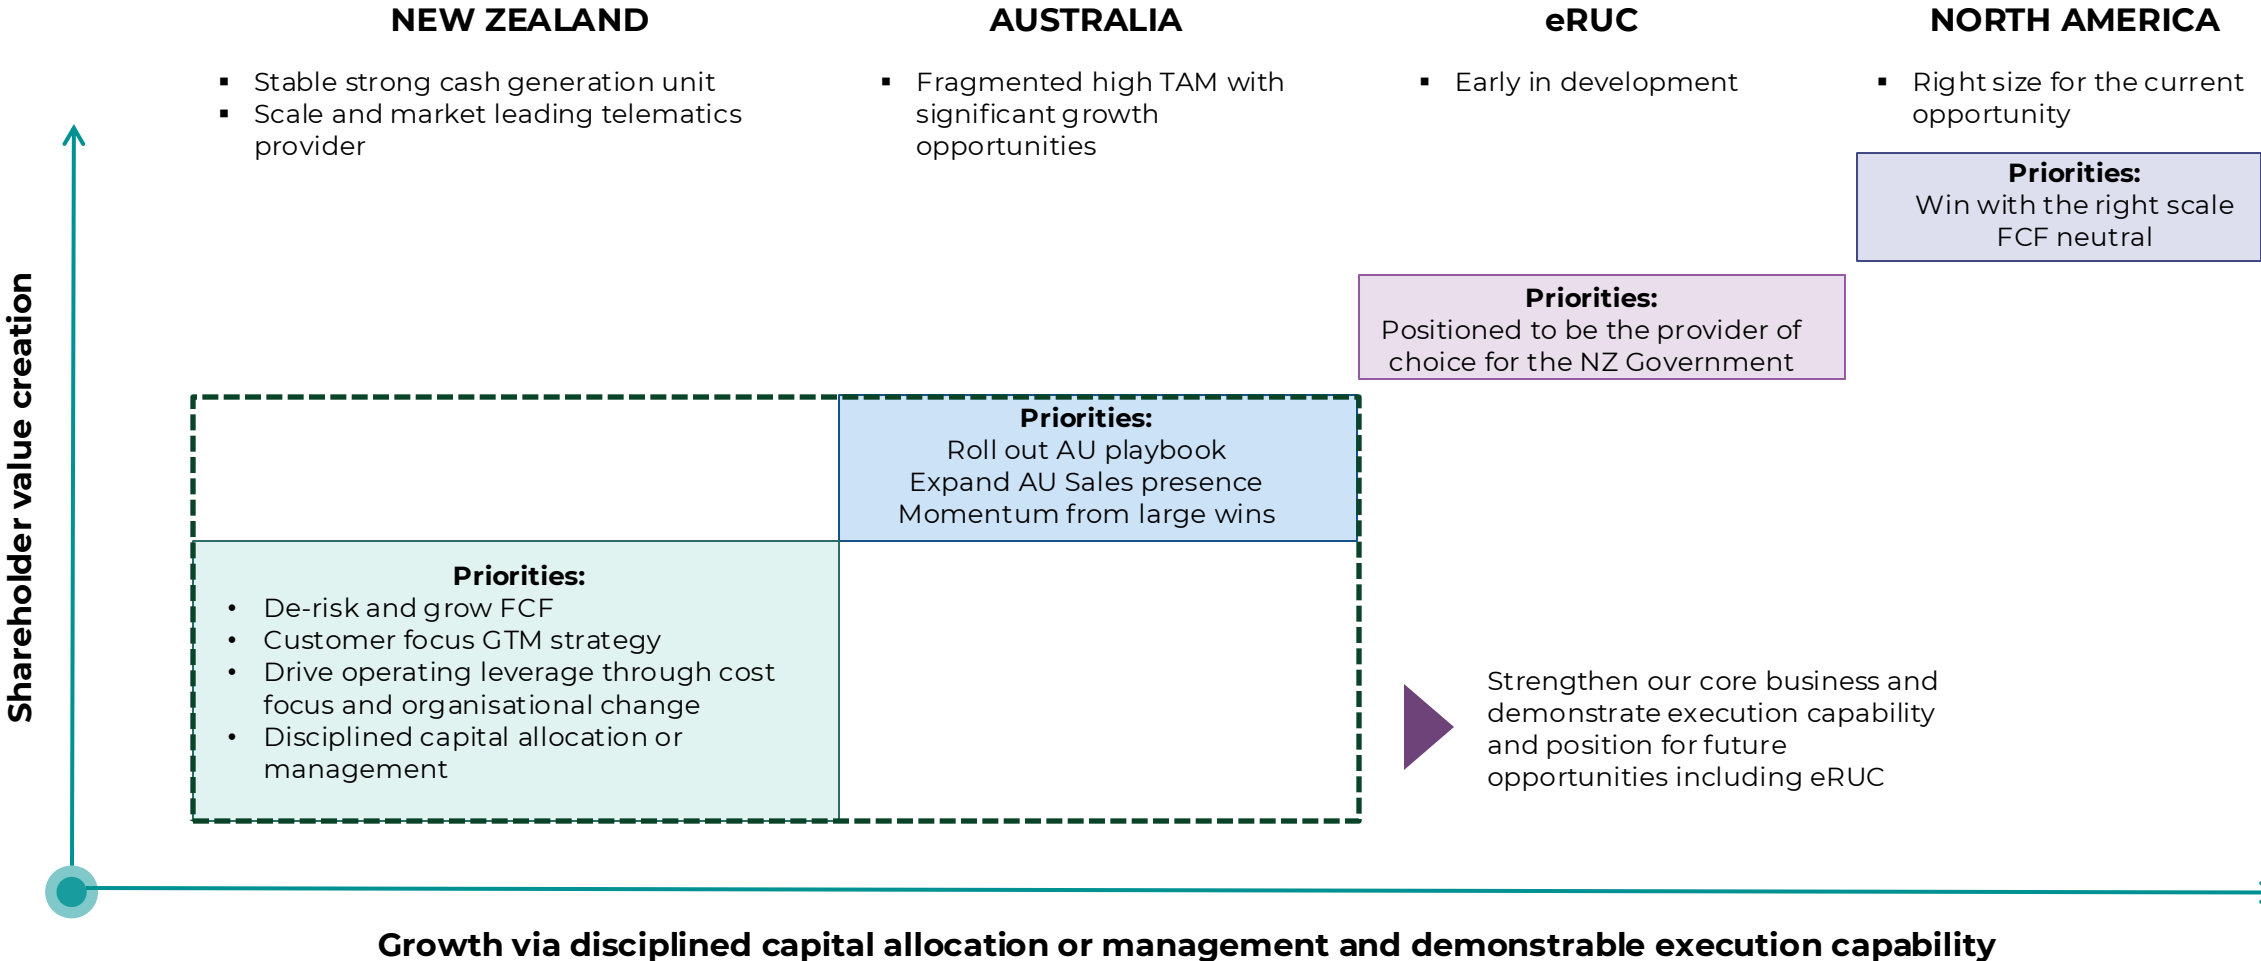 NEW ZEALAND
▪ Stable strong cash generation unit
▪ Scale and market leading telematics
provider
AUSTRALIA
▪ Fragmented high TAM with
significant growth
opportunities
eRUC
▪ Early in development
NORTH AMERICA
▪ Right size for the current
opportunity
Priorities:
Win with the right scale
FCF neutral
Priorities:
Positioned to be the provider of
choice for the NZ Government
Priorities:
Roll out AU playbook
Expand AU Sales presence
Momentum from large wins
Priorities:
• De-risk and grow FCF
• Customer focus GTM strategy
• Drive operating leverage through cost
focus and organisational change
• Disciplined capital allocation or
management
Strengthen our core business and
demonstrate execution capability
and position for future
opportunities including eRUC
Shareholder value creation
Growth via disciplined capital allocation or management and demonstrable execution capability